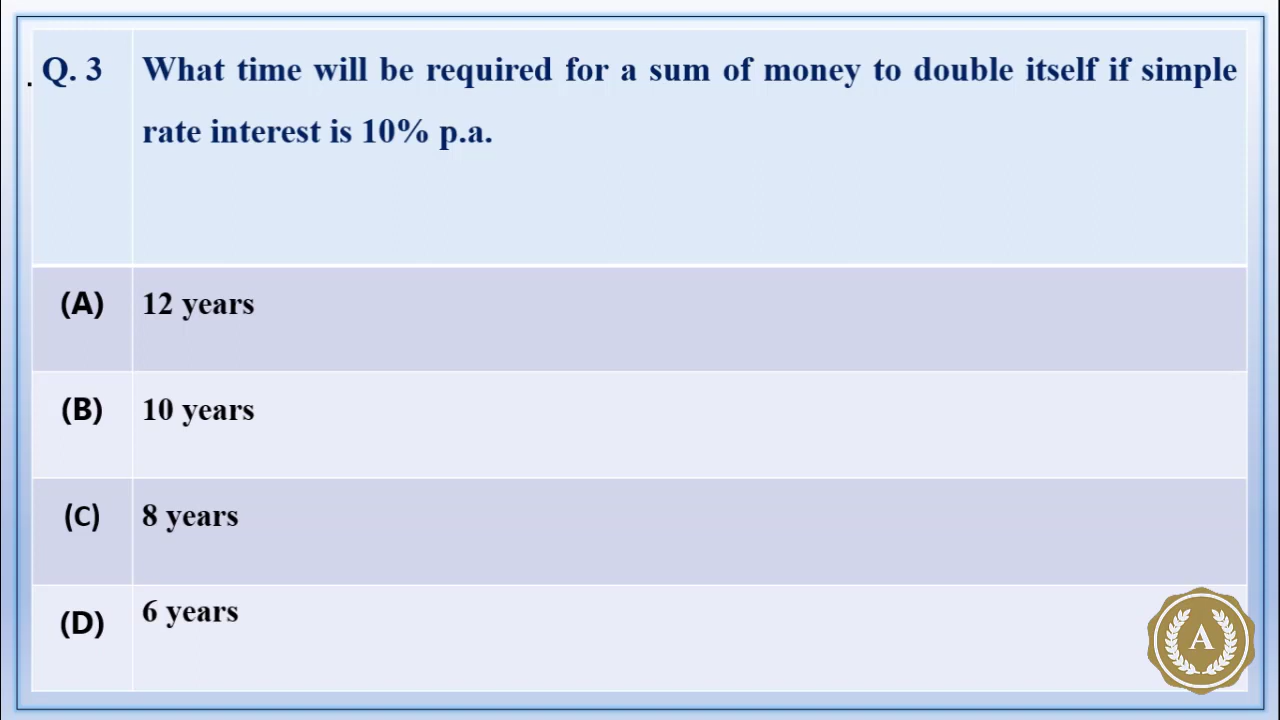 . Q. 3 What time will be required for a sum of money to double itself if simple
rate interest is 10% p.a.
(A) 12 years
(B) 10 years
(C) 8 years
(D) 6 years
A